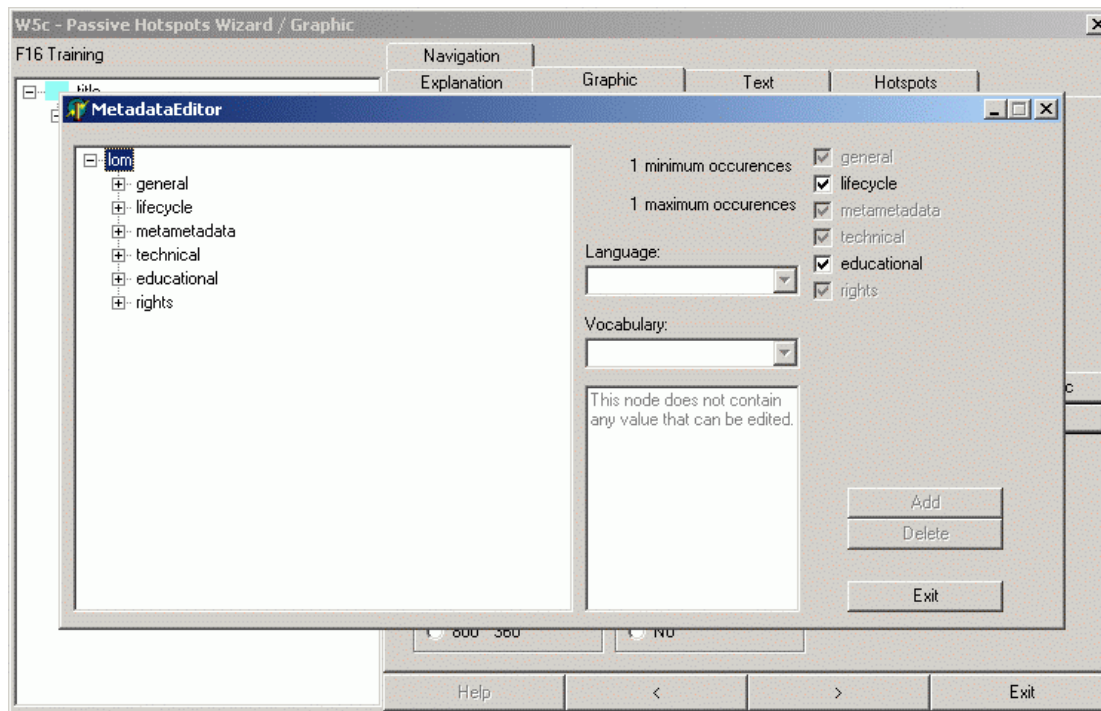 W5c - Passive Hotspots Wizard / Graphic
F16 Training
Navigation
Explanation
Graphic
Text
Hotspots
title
MetadataEditor
lom
general
lifecycle
metametadata
technical
educational
rights
1 minimum occurences
1 maximum occurences
Language:
Vocabulary:
This node does not contain
any value that can be edited.
general
lifecycle
metametadata
technical
educational
rights
c
Add
Delete
Exit
No
Help
<
>
Exit